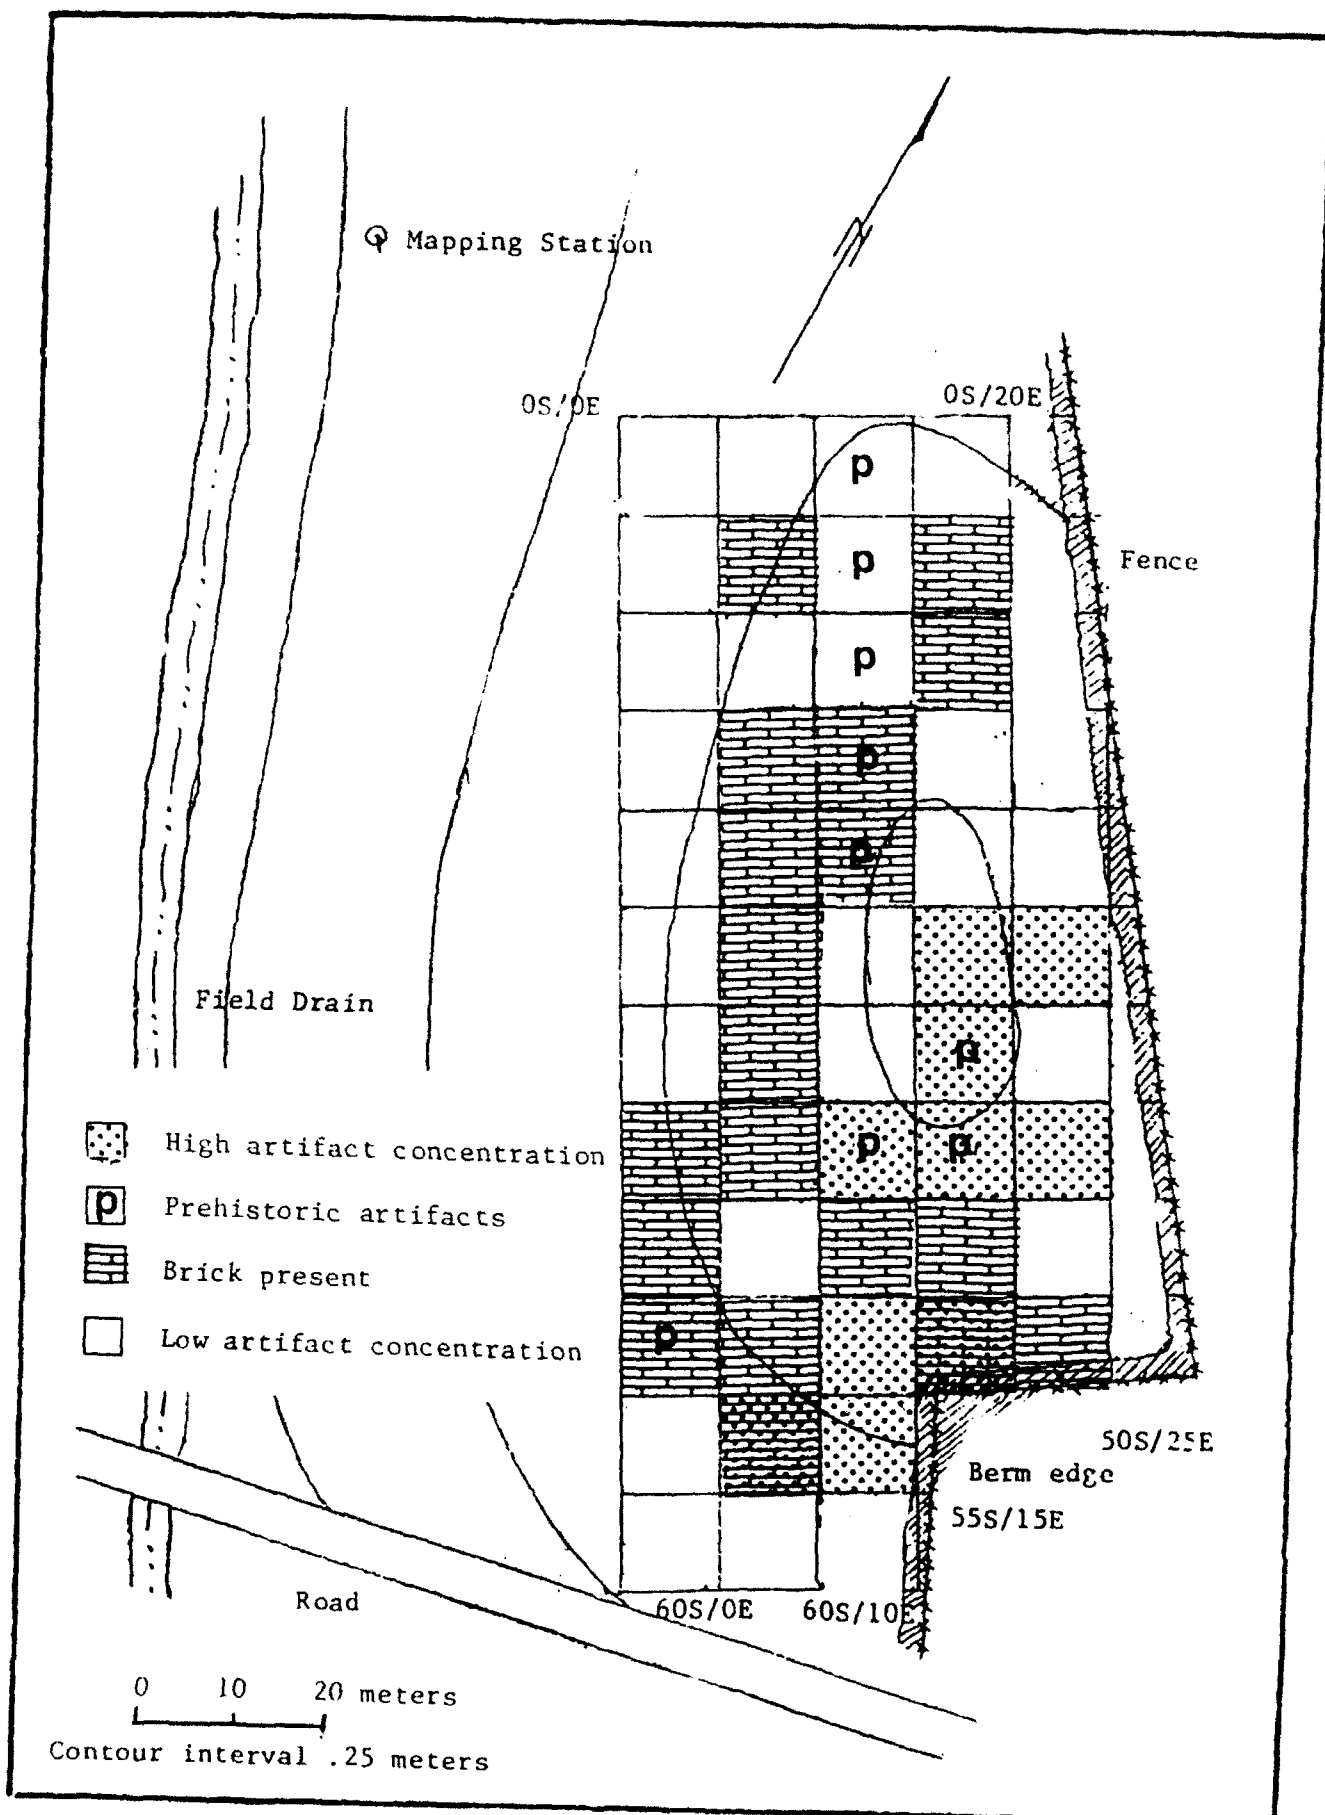 Mapping Station
0S/0E
0S/20E
p
p
Fence
p
p
p
Field Drain
p
p
p
High artifact concentration
p
Prehistoric artifacts
Brick present
p
Low artifact concentration
50S/25E
Berm edge
55S/15E
Road
60S/0E
60S/10E
0 10 20 meters
Contour interval .25 meters